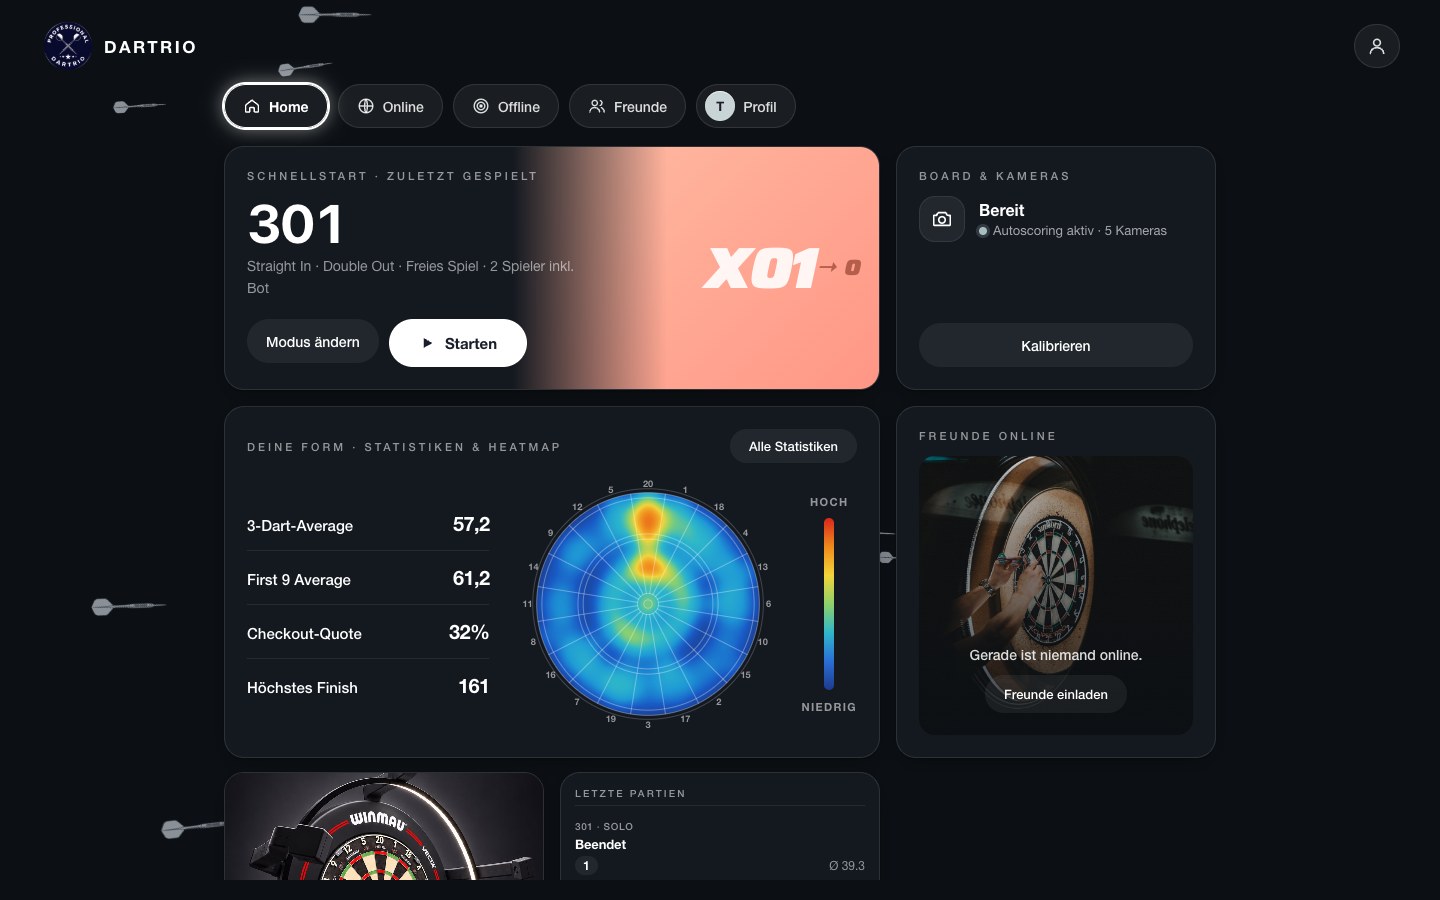 PROFESSIONAL
DARTRIO
DARTRIO
Home
Online
Offline
Freunde
T
Profil
SCHNELLSTART · ZULETZT GESPIELT
301
Straight In · Double Out · Freies Spiel · 2 Spieler inkl.
Bot
Modus ändern
Starten
X01 → 0
BOARD & KAMERAS
Bereit
Autoscoring aktiv · 5 Kameras
Kalibrieren
DEINE FORM · STATISTIKEN & HEATMAP
Alle Statistiken
3-Dart-Average 57,2
First 9 Average 61,2
Checkout-Quote 32%
Höchstes Finish 161
20
1
18
4
13
6
10
15
2
17
3
19
7
16
8
11
14
9
12
5
HOCH
NIEDRIG
FREUNDE ONLINE
Gerade ist niemand online.
Freunde einladen
WINMAU
LETZTE PARTIEN
301 · SOLO
Beendet
1
Ø 39.3